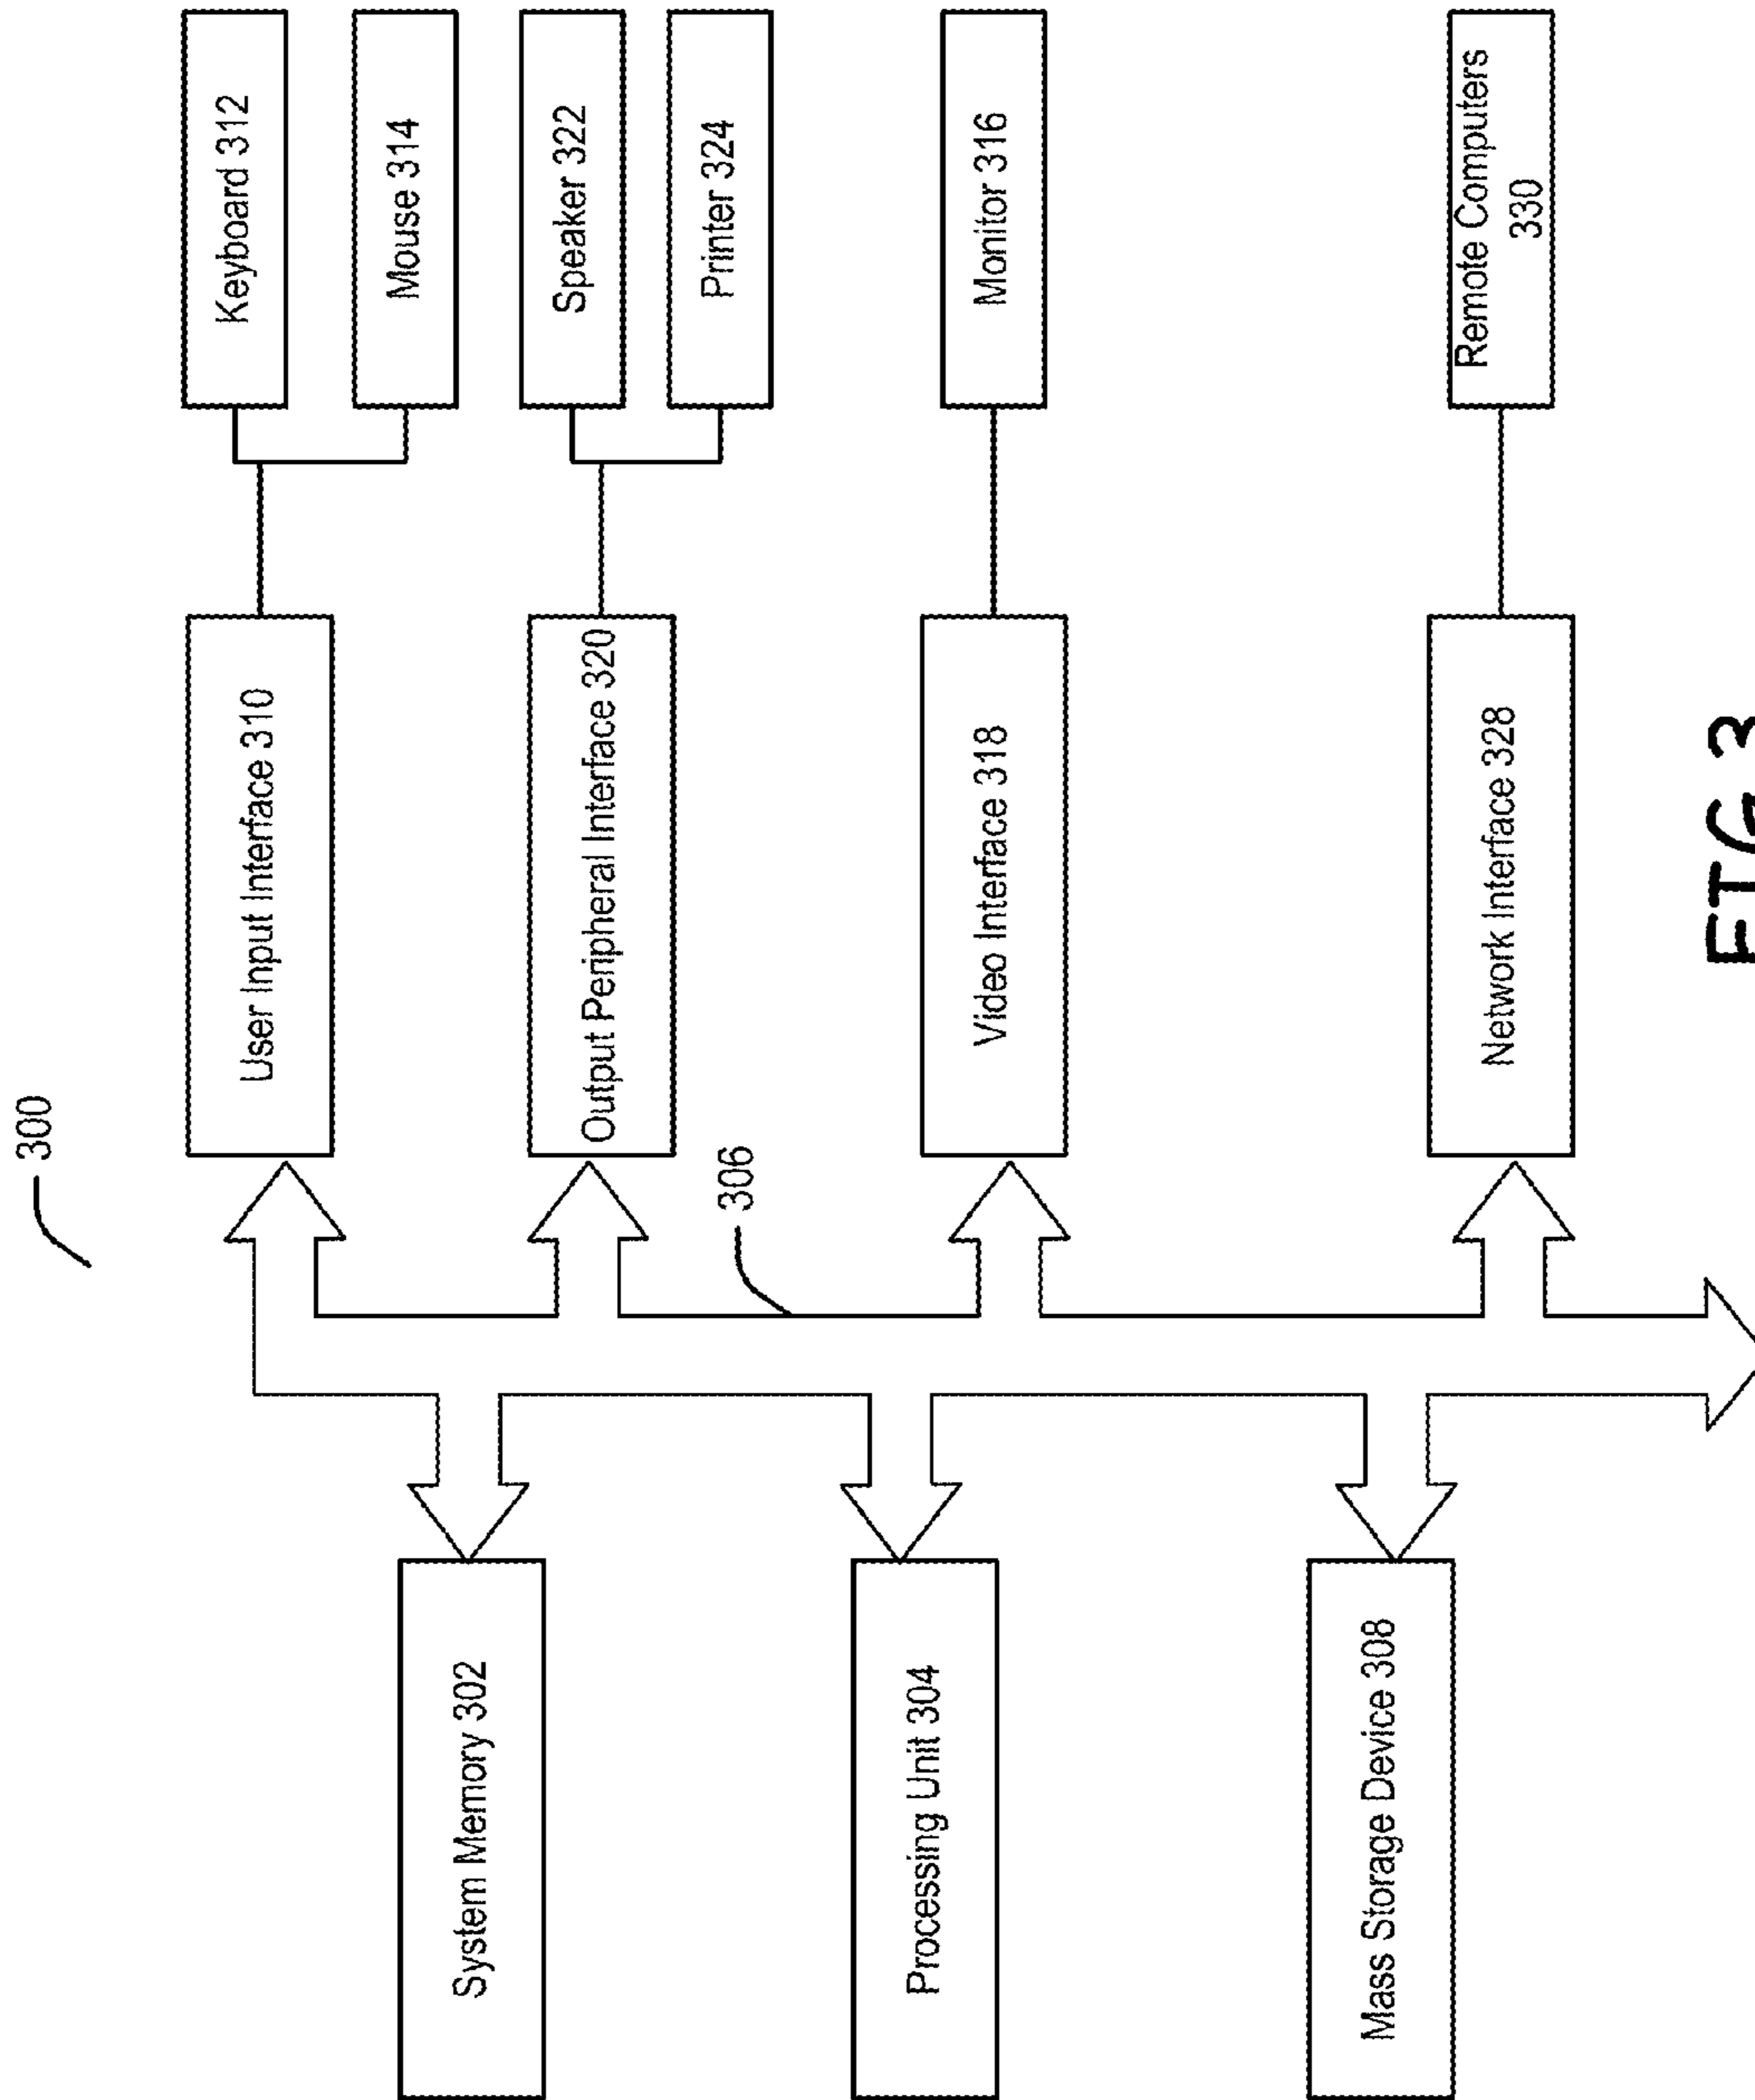 300
System Memory 302
Processing Unit 304
Mass Storage Device 308
306
User Input Interface 310
Output Peripheral Interface 320
Video Interface 318
Network Interface 328
Keyboard 312
Mouse 314
Speaker 322
Printer 324
Monitor 316
Remote Computers
330
FIG 3